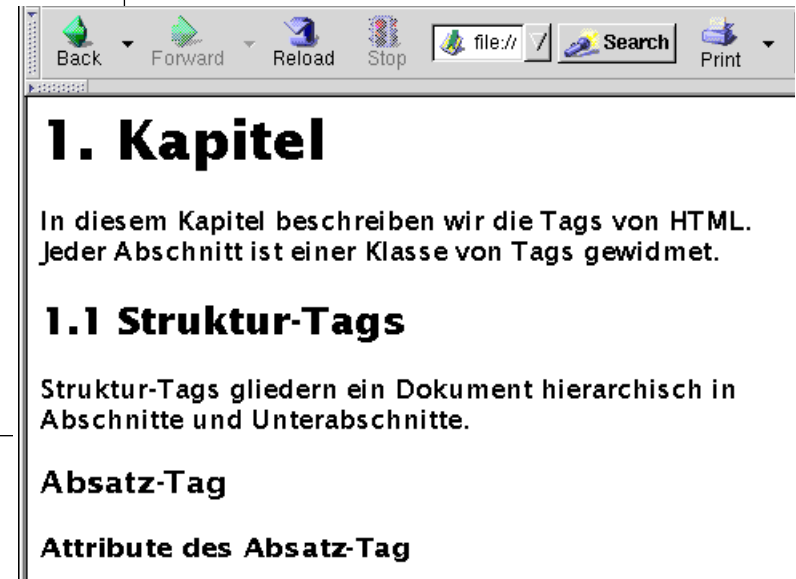 Back Forward Reload Stop file:// Search Print
1. Kapitel
In diesem Kapitel beschreiben wir die Tags von HTML.
Jeder Abschnitt ist einer Klasse von Tags gewidmet.
1.1 Struktur-Tags
Struktur-Tags gliedern ein Dokument hierarchisch in
Abschnitte und Unterabschnitte.
Absatz-Tag
Attribute des Absatz-Tag